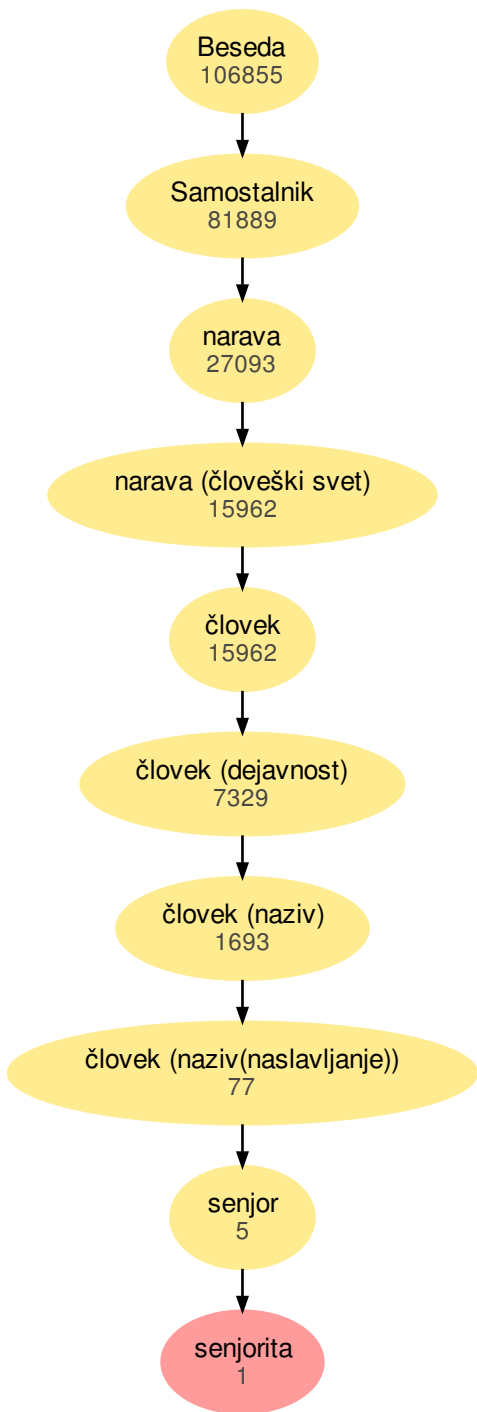 Beseda
106855
Samostalnik
81889
narava
27093
narava (človeški svet)
15962
človek
15962
človek (dejavnost)
7329
človek (naziv)
1693
človek (naziv(naslavljanje))
77
senjor
5
senjorita
1